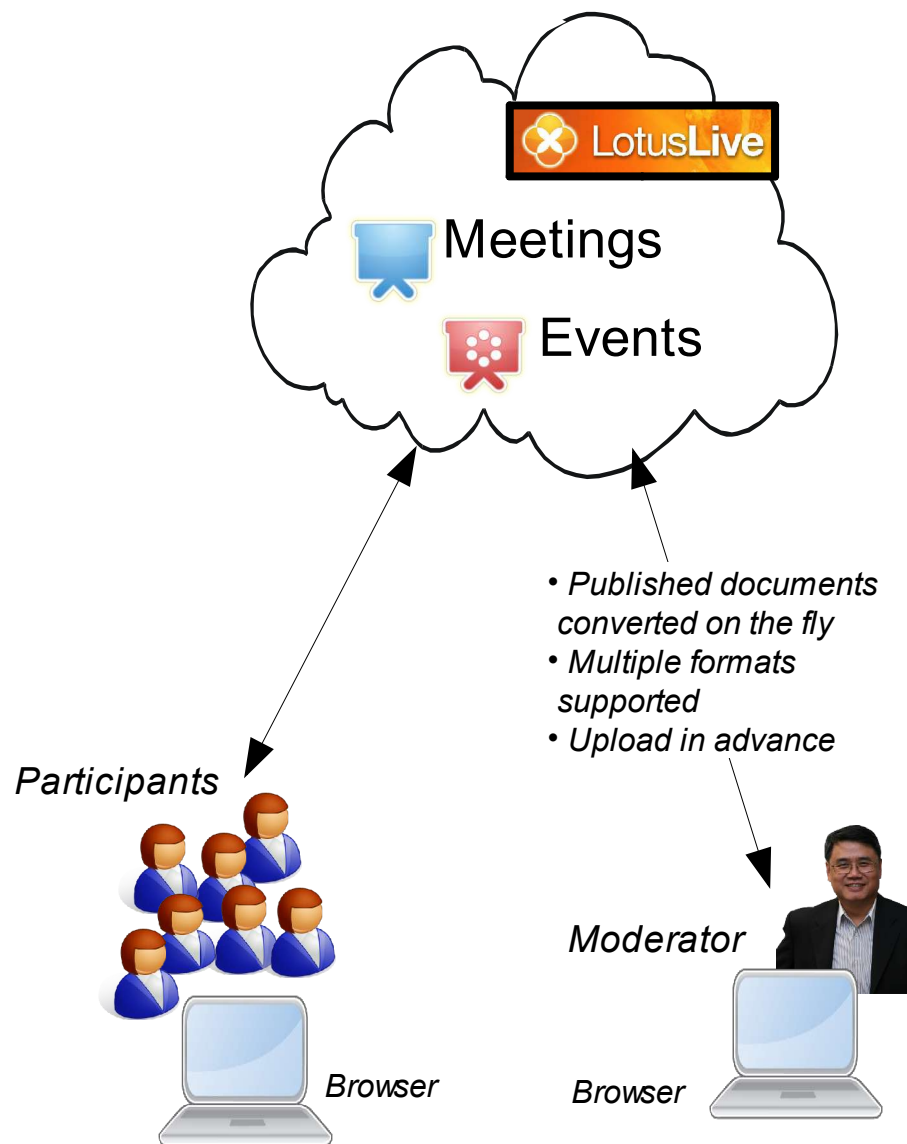 LotusLive
Meetings
Events
• Published documents
converted on the fly
• Multiple formats
supported
• Upload in advance
Participants
Moderator
Browser
Browser